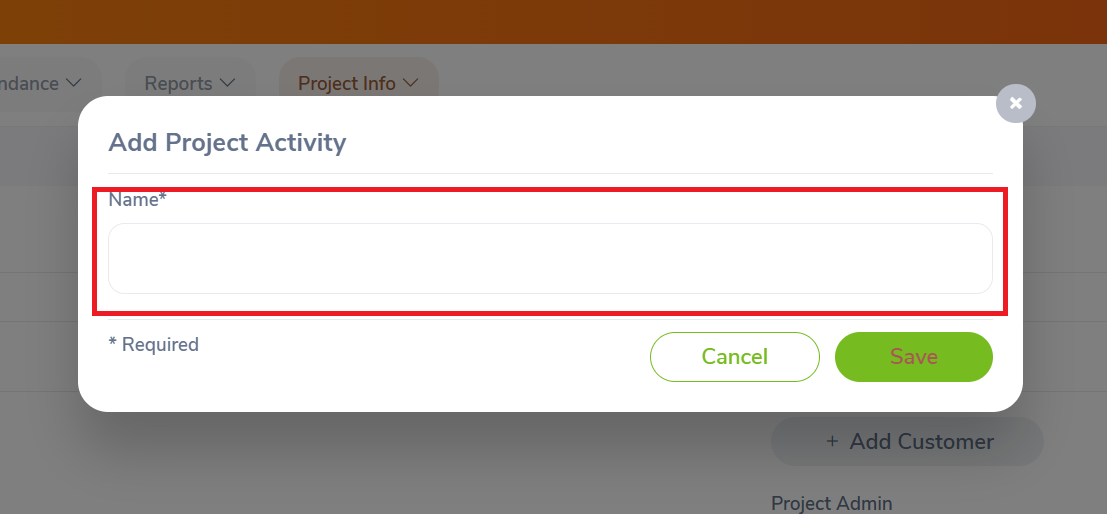 ndance
Reports
Project Info
Add Project Activity
Name*
* Required
Cancel
Save
+ Add Customer
Project Admin